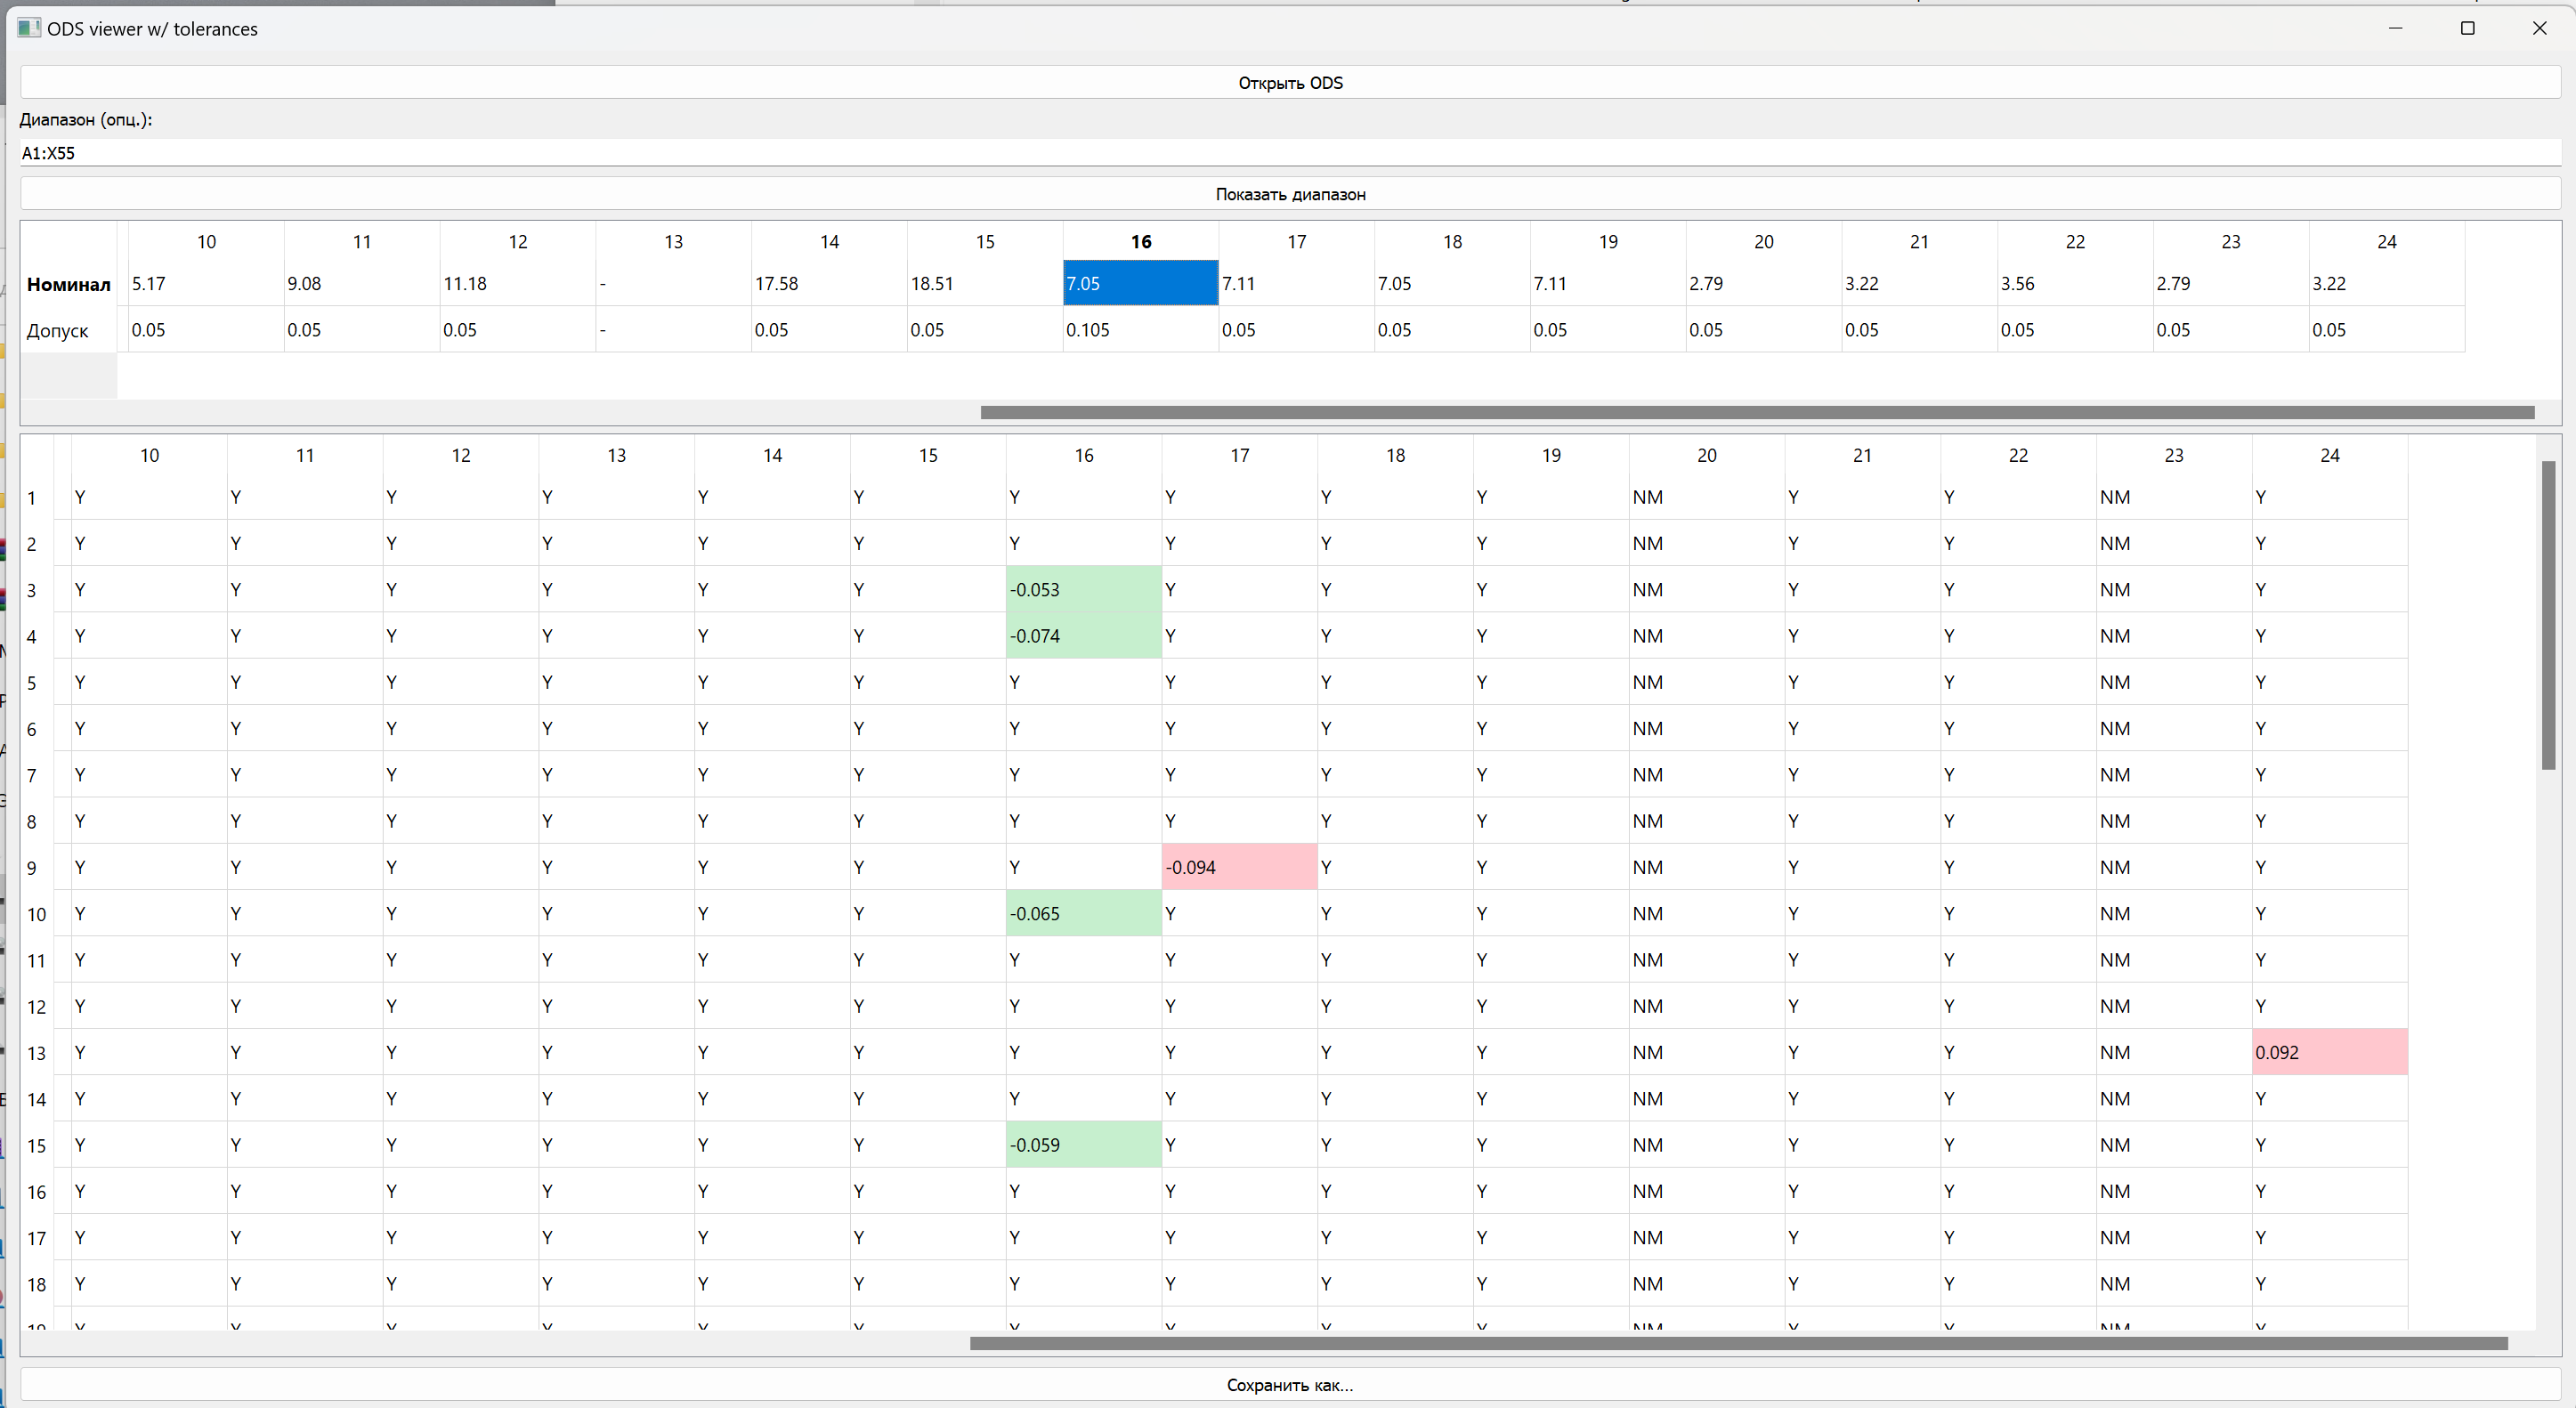 ODS viewer w/ tolerances
Открыть ODS
Диапазон (опц.):
A1:X55
Показать диапазон
10 11 12 13 14 15 16 17 18 19 20 21 22 23 24
Номинал 5.17 9.08 11.18 - 17.58 18.51 7.05 7.11 7.05 7.11 2.79 3.22 3.56 2.79 3.22
Допуск 0.05 0.05 0.05 - 0.05 0.05 0.105 0.05 0.05 0.05 0.05 0.05 0.05 0.05 0.05
10 11 12 13 14 15 16 17 18 19 20 21 22 23 24
1 Y Y Y Y Y Y Y Y Y Y NM Y Y NM Y
2 Y Y Y Y Y Y Y Y Y Y NM Y Y NM Y
3 Y Y Y Y Y Y -0.053 Y Y Y NM Y Y NM Y
4 Y Y Y Y Y Y -0.074 Y Y Y NM Y Y NM Y
5 Y Y Y Y Y Y Y Y Y Y NM Y Y NM Y
6 Y Y Y Y Y Y Y Y Y Y NM Y Y NM Y
7 Y Y Y Y Y Y Y Y Y Y NM Y Y NM Y
8 Y Y Y Y Y Y Y Y Y Y NM Y Y NM Y
9 Y Y Y Y Y Y Y -0.094 Y Y NM Y Y NM Y
10 Y Y Y Y Y Y -0.065 Y Y Y NM Y Y NM Y
11 Y Y Y Y Y Y Y Y Y Y NM Y Y NM Y
12 Y Y Y Y Y Y Y Y Y Y NM Y Y NM Y
13 Y Y Y Y Y Y Y Y Y Y NM Y Y NM 0.092
14 Y Y Y Y Y Y Y Y Y Y NM Y Y NM Y
15 Y Y Y Y Y Y -0.059 Y Y Y NM Y Y NM Y
16 Y Y Y Y Y Y Y Y Y Y NM Y Y NM Y
17 Y Y Y Y Y Y Y Y Y Y NM Y Y NM Y
18 Y Y Y Y Y Y Y Y Y Y NM Y Y NM Y
Сохранить как...